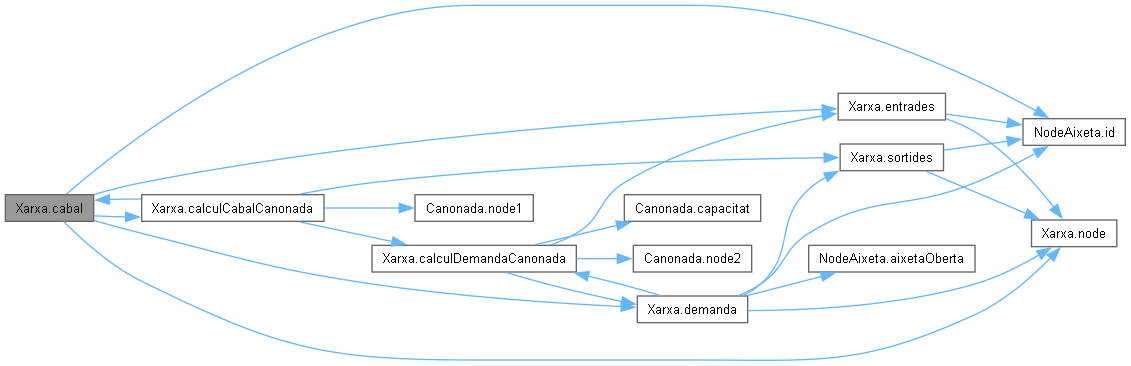 Xarxa.cabal
Xarxa.calculCabalCanonada
Canonada.node1
Xarxa.calculDemandaCanonada
Canonada.capacitat
Canonada.node2
Xarxa.demanda
Xarxa.entrades
Xarxa.sortides
NodeAixeta.aixetaOberta
NodeAixeta.id
Xarxa.node